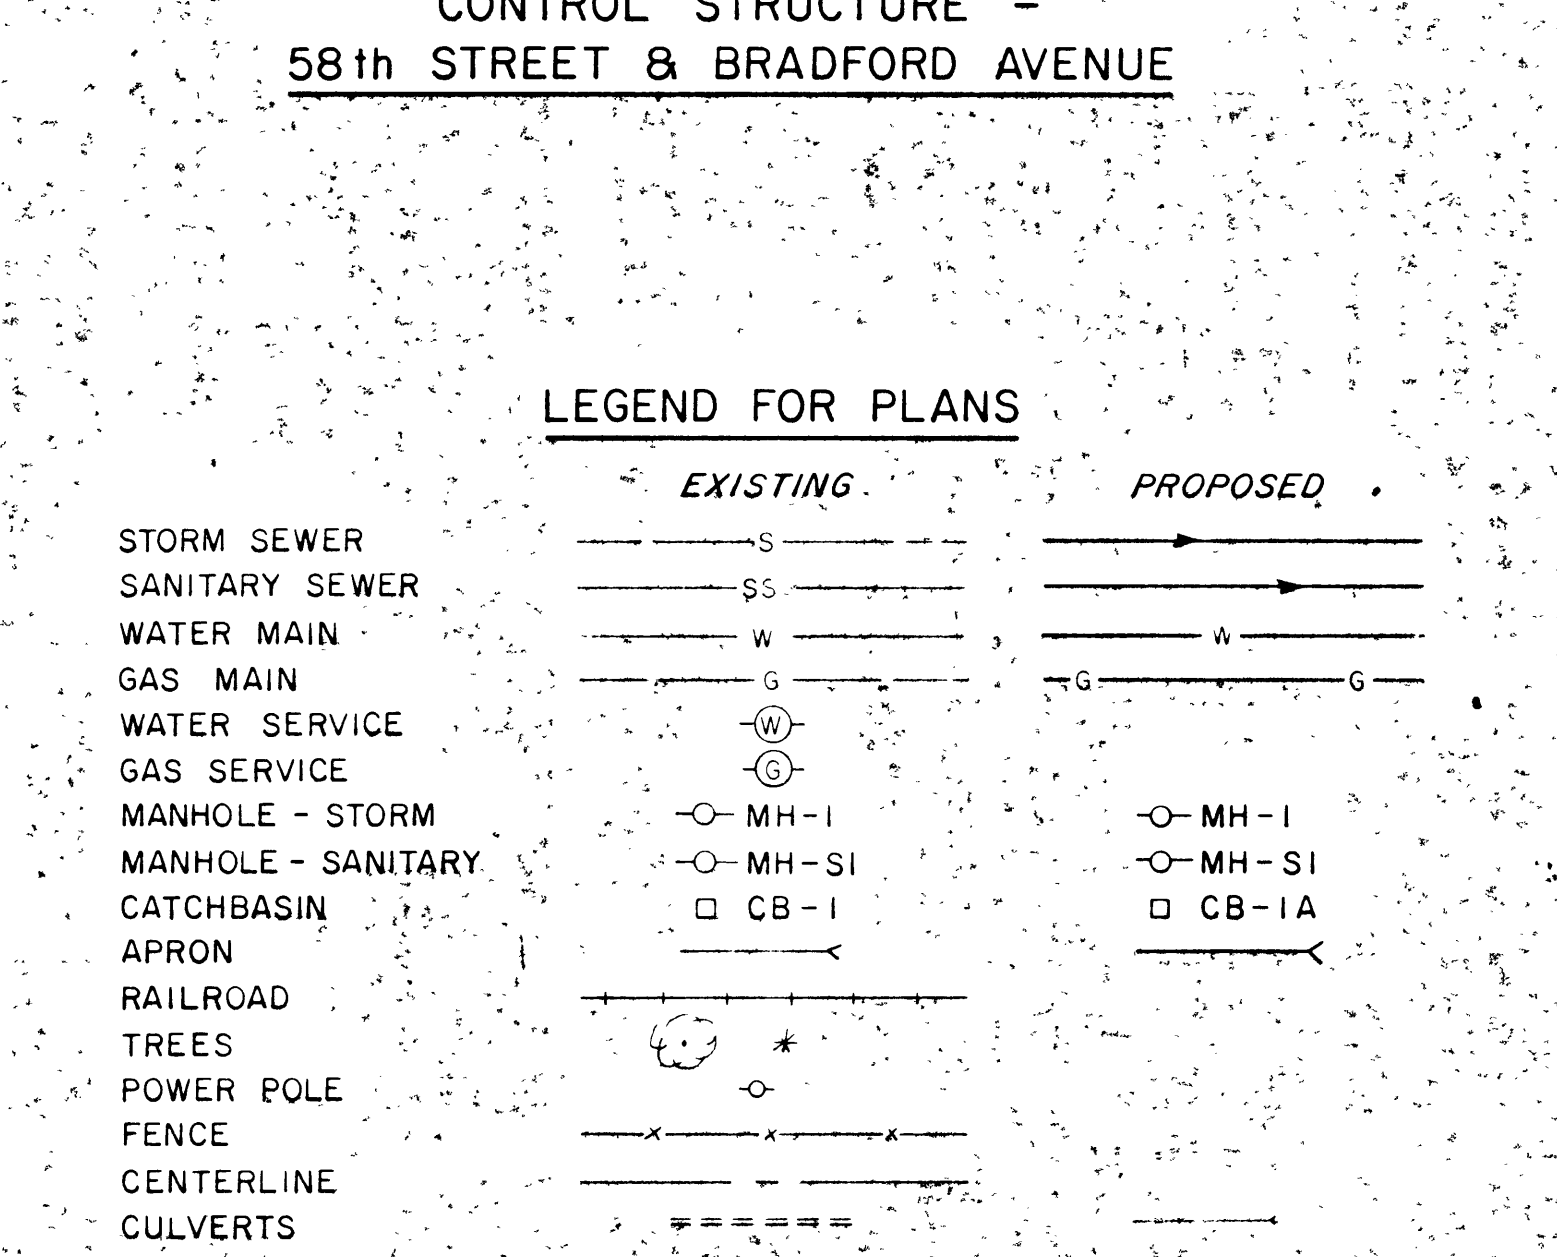 CONTROL STRUCTURE -
58th STREET & BRADFORD AVENUE
LEGEND FOR PLANS
EXISTING PROPOSED
STORM SEWER S
SANITARY SEWER SS
WATER MAIN W W
GAS MAIN G G G
WATER SERVICE W
GAS SERVICE G
MANHOLE - STORM MH-1 MH-1
MANHOLE - SANITARY MH-S1 MH-S1
CATCHBASIN CB-1 CB-1A
APRON
RAILROAD
TREES
POWER POLE
FENCE
CENTERLINE
CULVERTS